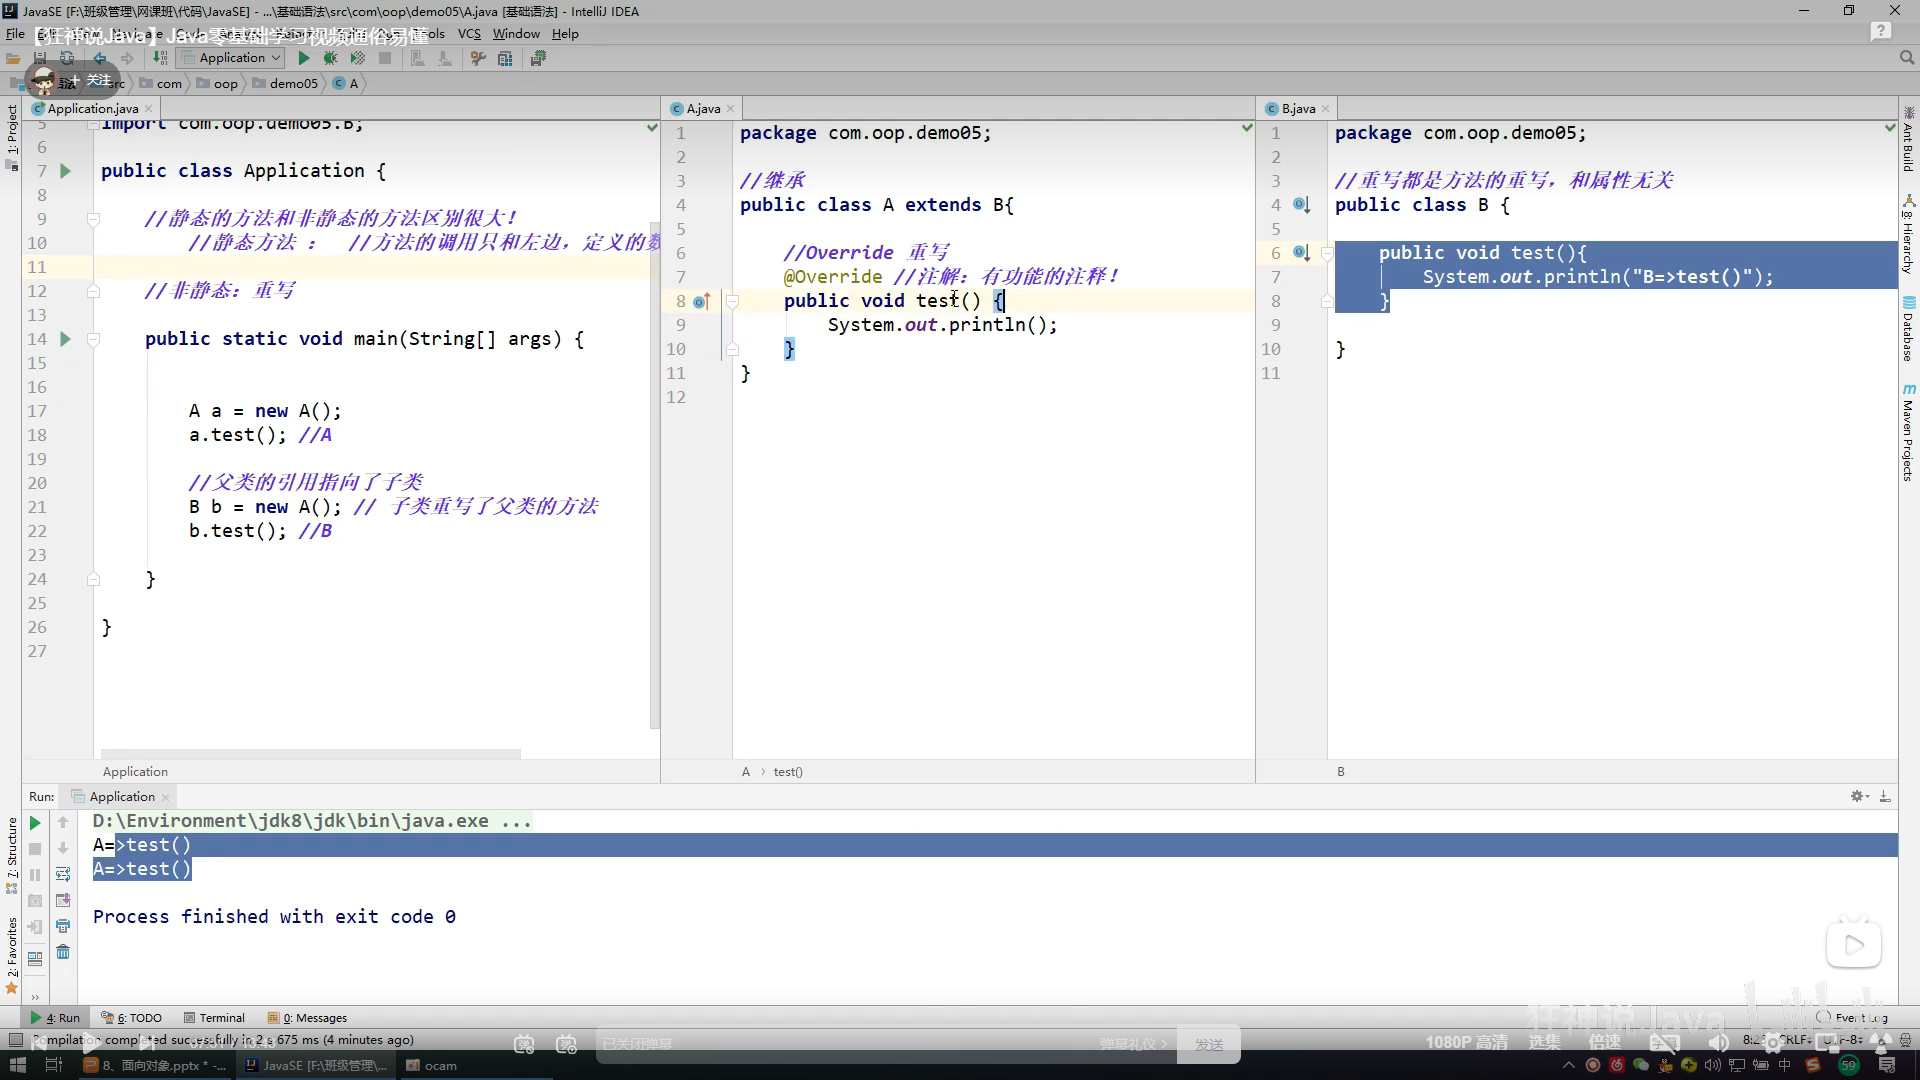 JavaSE [F:\班级管理\网课班\代码\JavaSE] - ...\基础语法\src\com\oop\demo05\A.java [基础语法] - IntelliJ IDEA
File
VCS Window Help
【狂神说Java】Java零基础学习视频通俗易懂
Application
+ 关注
src com oop demo05 A
Application.java
A.java
B.java
1: Project
7: Structure
2: Favorites
5 import com.oop.demo05.B;
6
7 public class Application {
8
9 //静态的方法和非静态的方法区别很大!
10 //静态方法 : //方法的调用只和左边，定义的数
11
12 //非静态: 重写
13
14 public static void main(String[] args) {
15
16
17 A a = new A();
18 a.test(); //A
19
20 //父类的引用指向了子类
21 B b = new A(); // 子类重写了父类的方法
22 b.test(); //B
23
24 }
25
26 }
27
Application
1 package com.oop.demo05;
2
3 //继承
4 public class A extends B{
5
6 //Override 重写
7 @Override //注解: 有功能的注释!
8 public void test() {
9 System.out.println();
10 }
11 }
12
A › test()
1 package com.oop.demo05;
2
3 //重写都是方法的重写，和属性无关
4 public class B {
5
6 public void test(){
7 System.out.println("B=>test()");
8 }
9
10 }
11
B
Ant Build
8: Hierarchy
Database
Maven Projects
Run: Application
D:\Environment\jdk8\jdk\bin\java.exe ...
A=>test()
A=>test()
Process finished with exit code 0
4: Run 6: TODO Terminal 0: Messages
Event Log
狂神说Java
Compilation completed successfully in 2 s 675 ms (4 minutes ago)
已关闭弹幕
弹幕礼仪 ›
发送
1080P 高清
选集
倍速
8、面向对象.pptx * -...
JavaSE [F:\班级管理\...
ocam
中
59